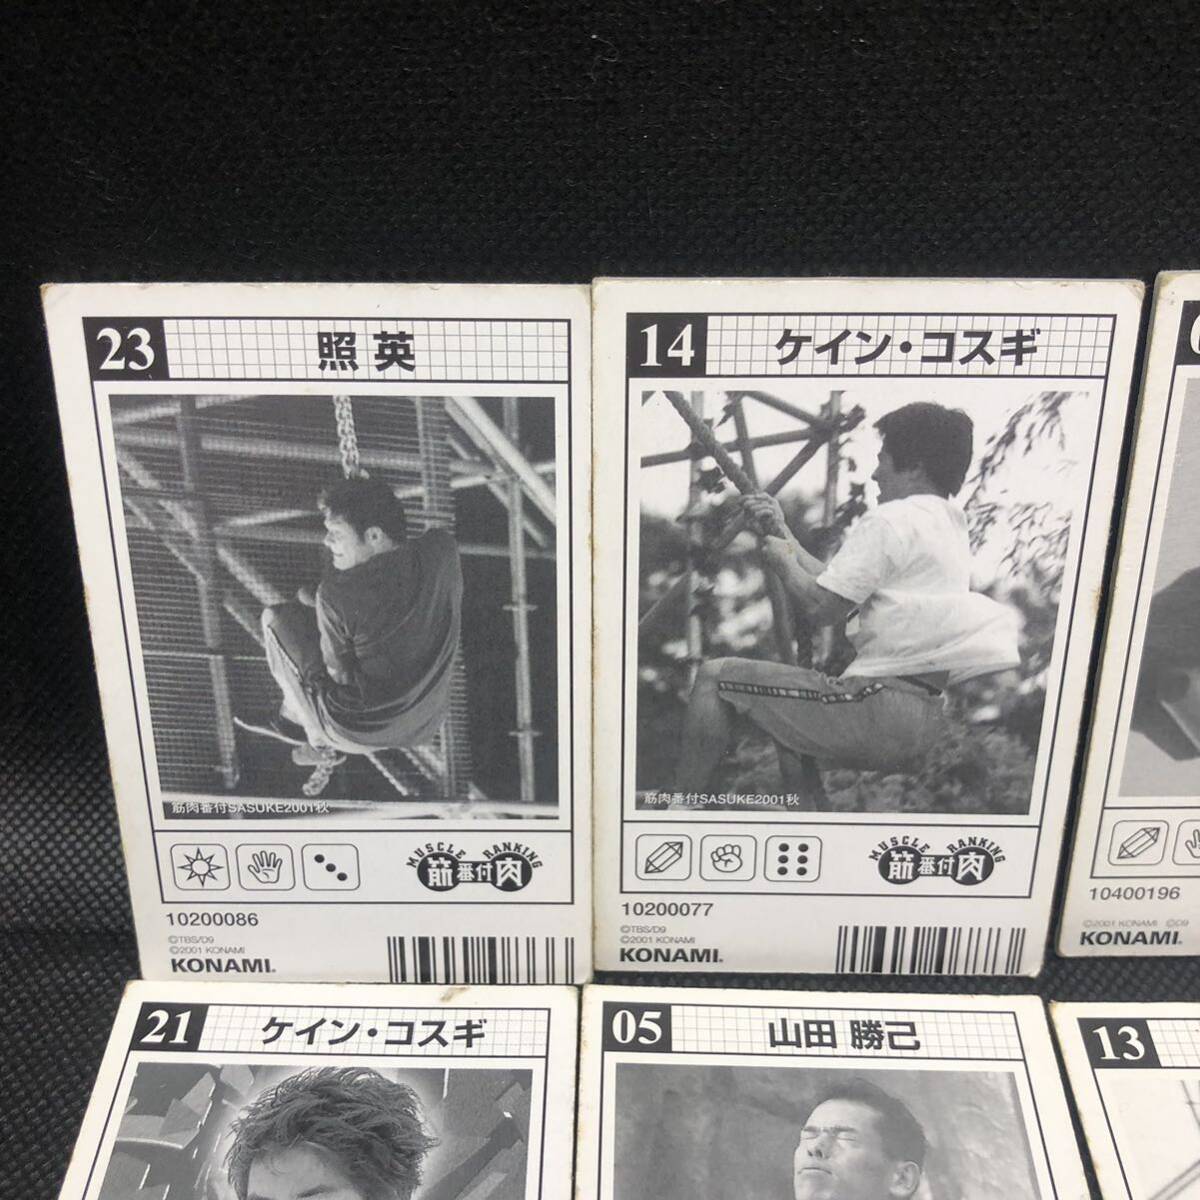 23 照英
筋肉番付SASUKE2001秋
MUSCLE RANKING
筋肉番付
10200086
©TBS/D9
©2001 KONAMI
KONAMI
14 ケイン・コスギ
筋肉番付SASUKE2001秋
MUSCLE RANKING
筋肉番付
10200077
©TBS/D9
©2001 KONAMI
KONAMI
10400196
©2001 KONAMI ©D9
KONAMI
21 ケイン・コスギ
05 山田 勝己
13